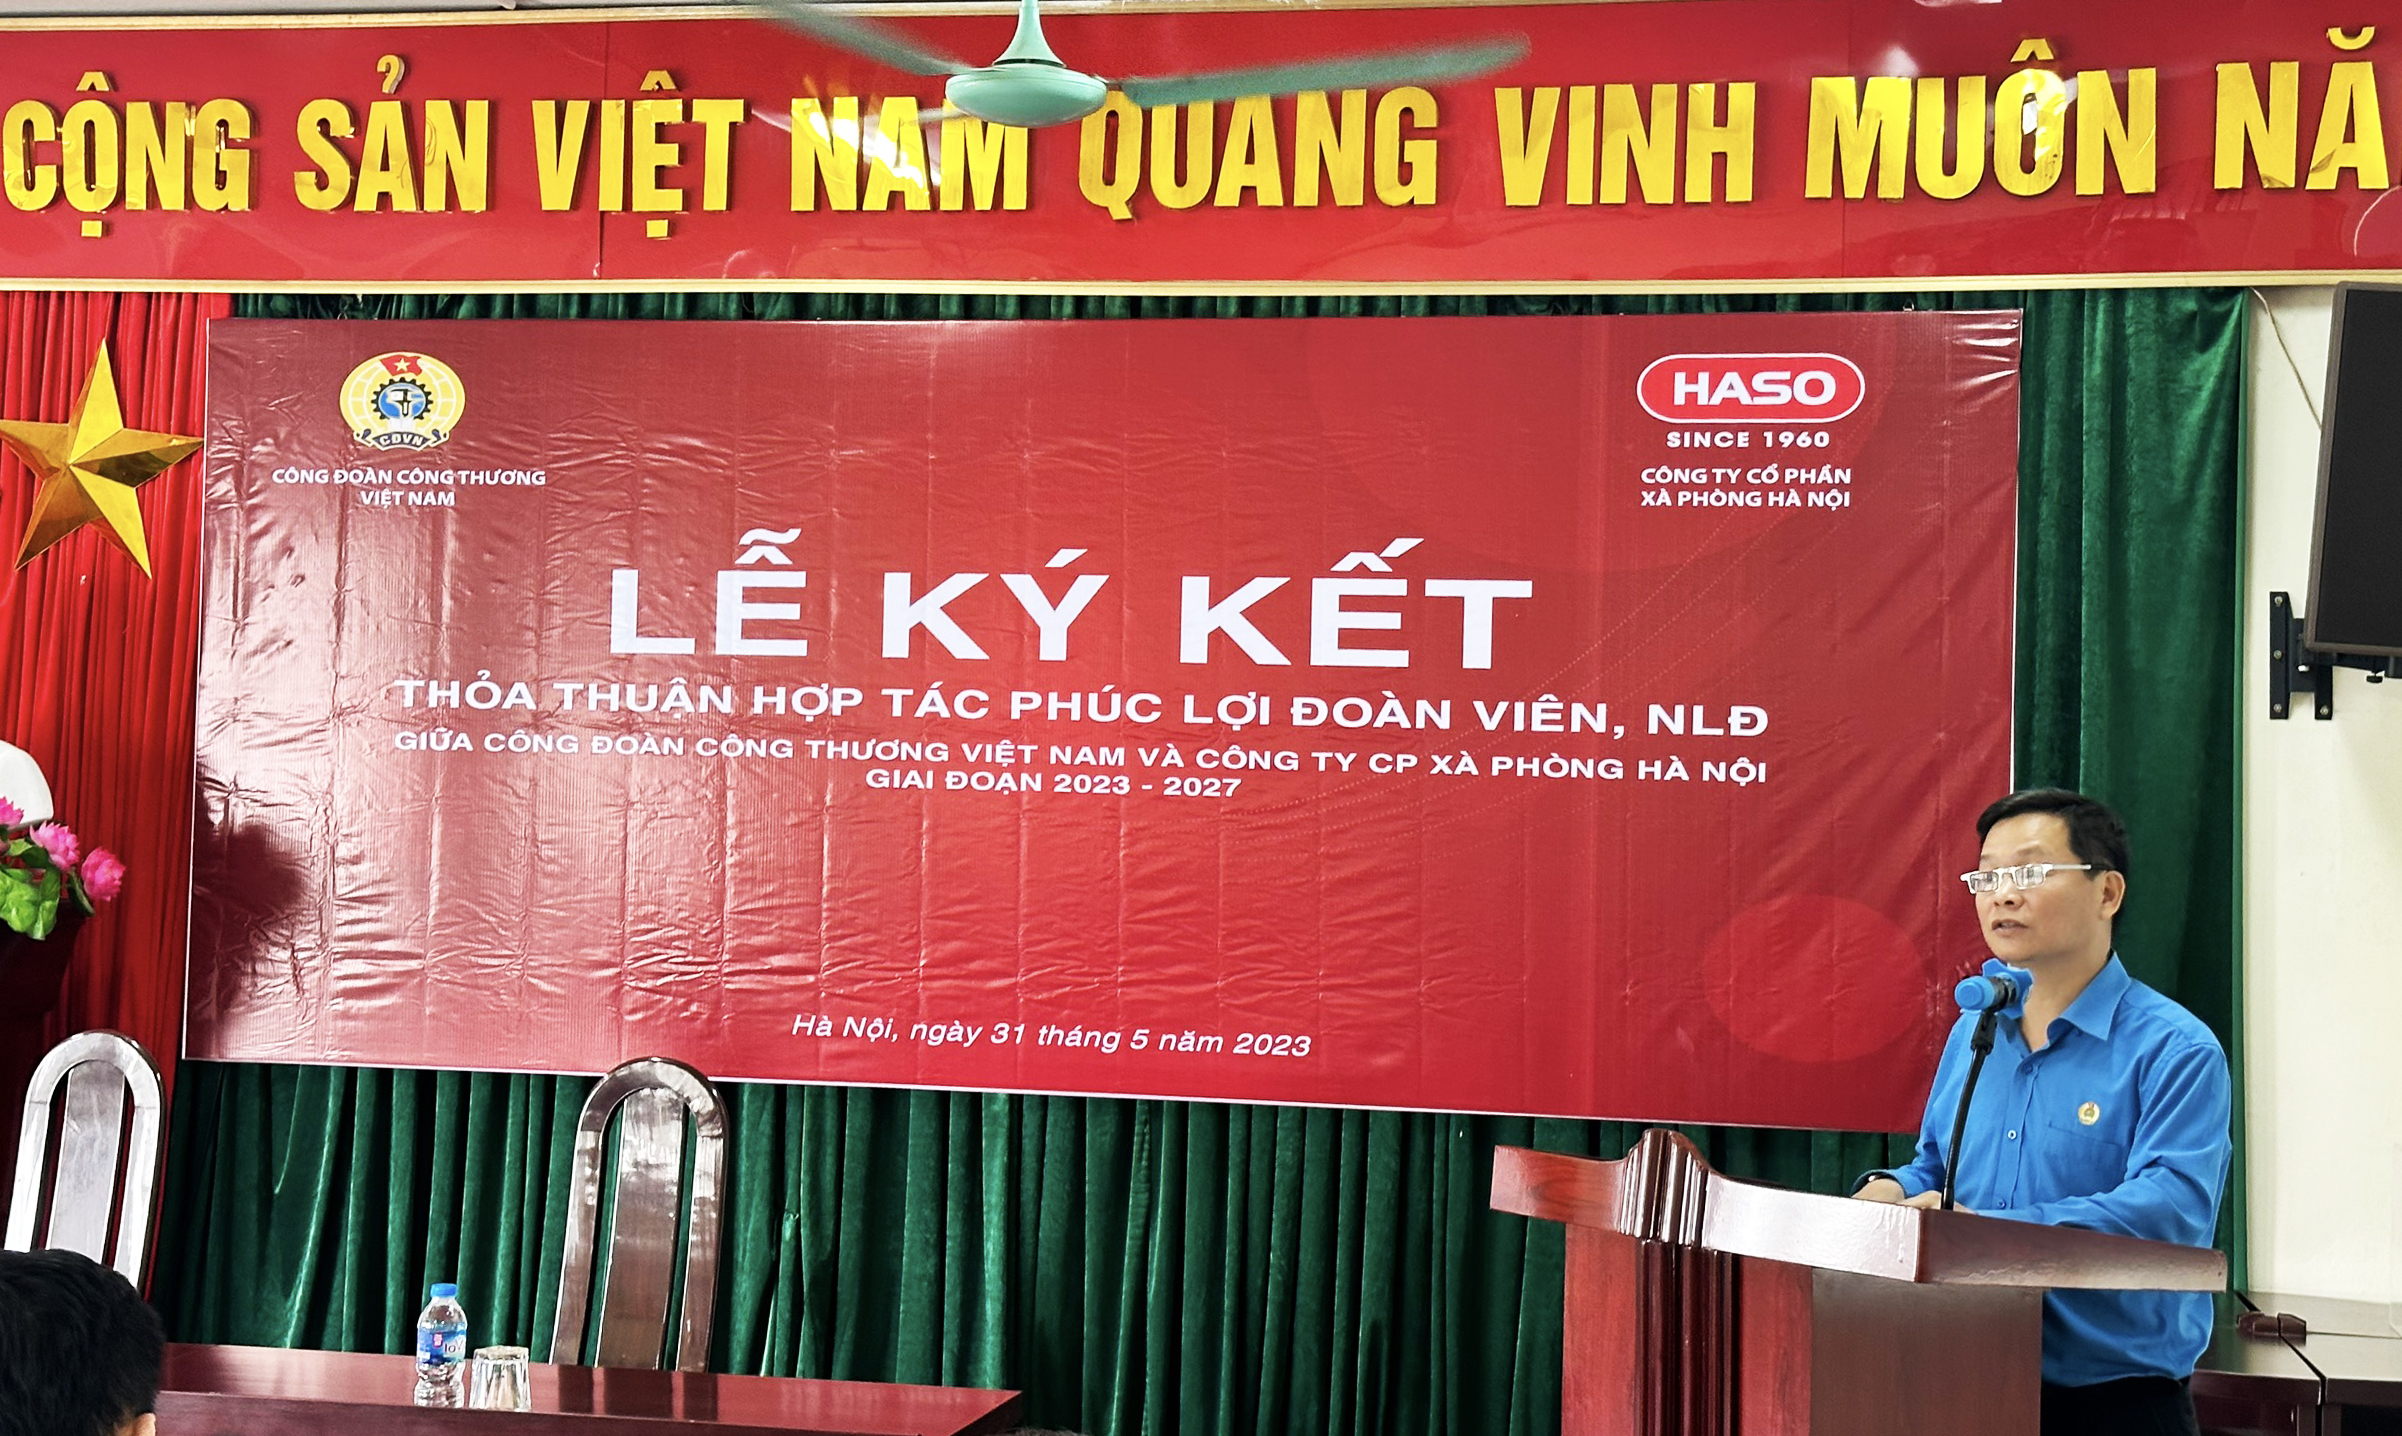 CỘNG SẢN VIỆT NAM QUANG VINH MUÔN NĂ
CĐVN
CÔNG ĐOÀN CÔNG THƯƠNG
VIỆT NAM
HASO
SINCE 1960
CÔNG TY CỔ PHẦN
XÀ PHÒNG HÀ NỘI
LỄ KÝ KẾT
THỎA THUẬN HỢP TÁC PHÚC LỢI ĐOÀN VIÊN, NLĐ
GIỮA CÔNG ĐOÀN CÔNG THƯƠNG VIỆT NAM VÀ CÔNG TY CP XÀ PHÒNG HÀ NỘI
GIAI ĐOẠN 2023 - 2027
Hà Nội, ngày 31 tháng 5 năm 2023